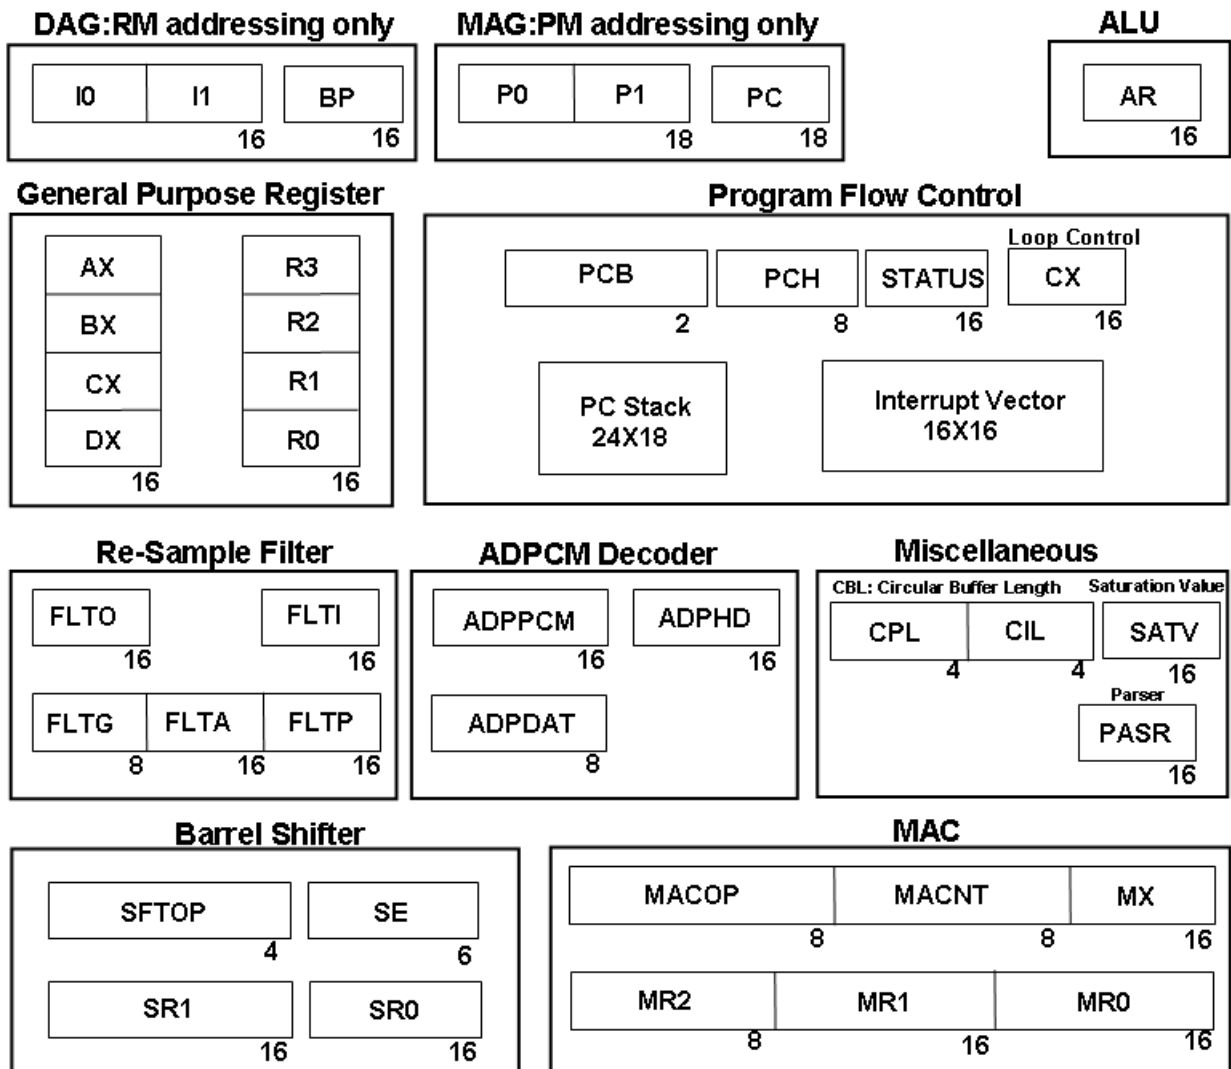 DAG:RM addressing only
MAG:PM addressing only
ALU
I0 I1 BP
16 16
P0 P1 PC
18 18
AR
16
General Purpose Register
AX R3
BX R2
CX R1
DX R0
16 16
Program Flow Control
Loop Control
PCB PCH STATUS CX
2 8 16 16
PC Stack
24X18
Interrupt Vector
16X16
Re-Sample Filter
FLTO FLTI
16 16
FLTG FLTA FLTP
8 16 16
ADPCM Decoder
ADPPCM ADPHD
16 16
ADPDAT
8
Miscellaneous
CBL: Circular Buffer Length Saturation Value
CPL CIL SATV
4 4 16
Parser
PASR
16
Barrel Shifter
SFTOP SE
4 6
SR1 SR0
16 16
MAC
MACOP MACNT MX
8 8 16
MR2 MR1 MR0
8 16 16